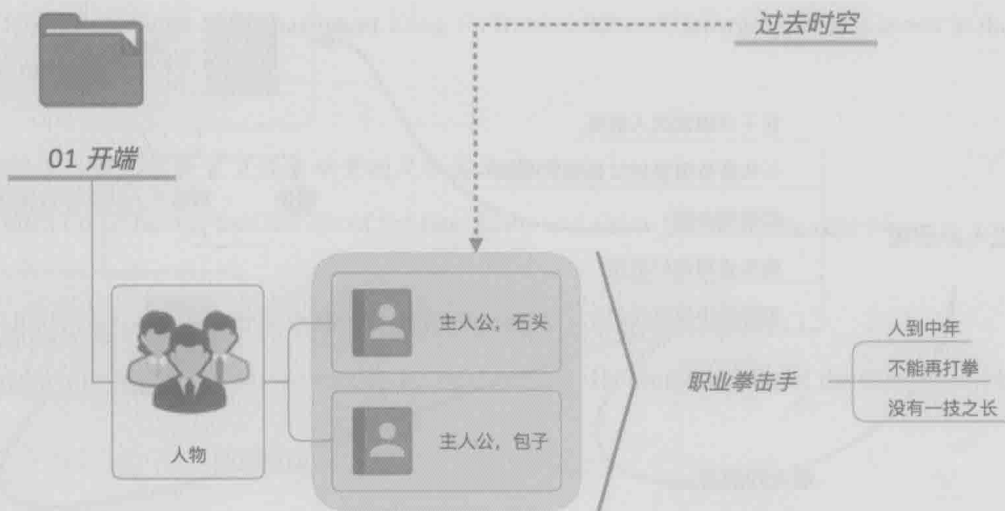 过去时空
01 开端
主人公，石头
人物
主人公，包子
职业拳击手
人到中年
不能再打拳
没有一技之长